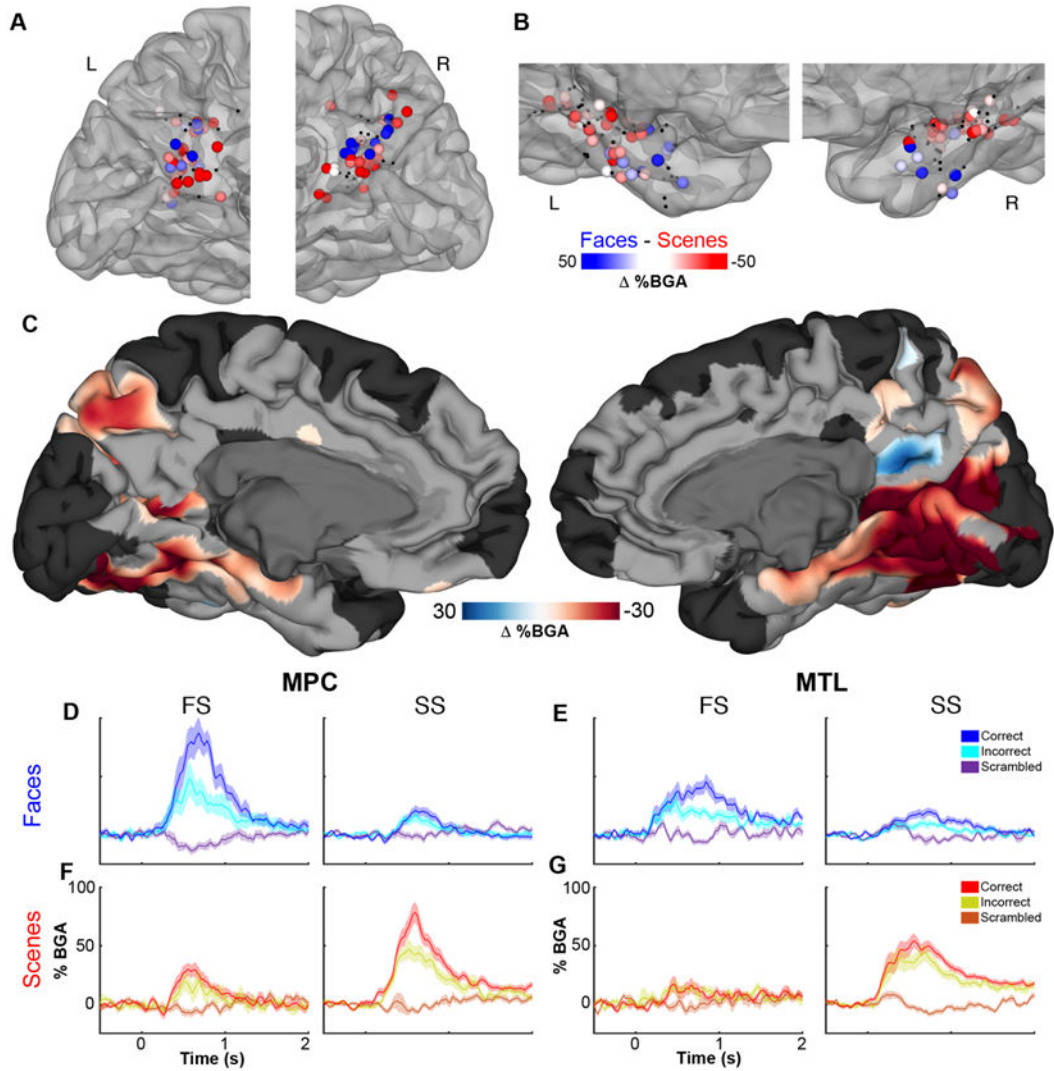 A
L
R
B
L
R
Faces - Scenes
50
-50
Δ %BGA
C
30
-30
Δ %BGA
MPC
MTL
D
FS
SS
E
FS
SS
Faces
Correct
Incorrect
Scrambled
F
G
Scenes
% BGA
100
50
0
% BGA
100
50
0
Correct
Incorrect
Scrambled
0
1
2
Time (s)
0
1
2
Time (s)